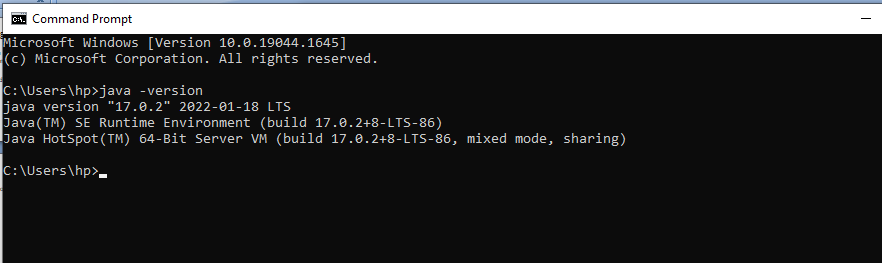 Command Prompt
Microsoft Windows [Version 10.0.19044.1645]
(c) Microsoft Corporation. All rights reserved.
C:\Users\hp>java -version
java version "17.0.2" 2022-01-18 LTS
Java(TM) SE Runtime Environment (build 17.0.2+8-LTS-86)
Java HotSpot(TM) 64-Bit Server VM (build 17.0.2+8-LTS-86, mixed mode, sharing)
C:\Users\hp>